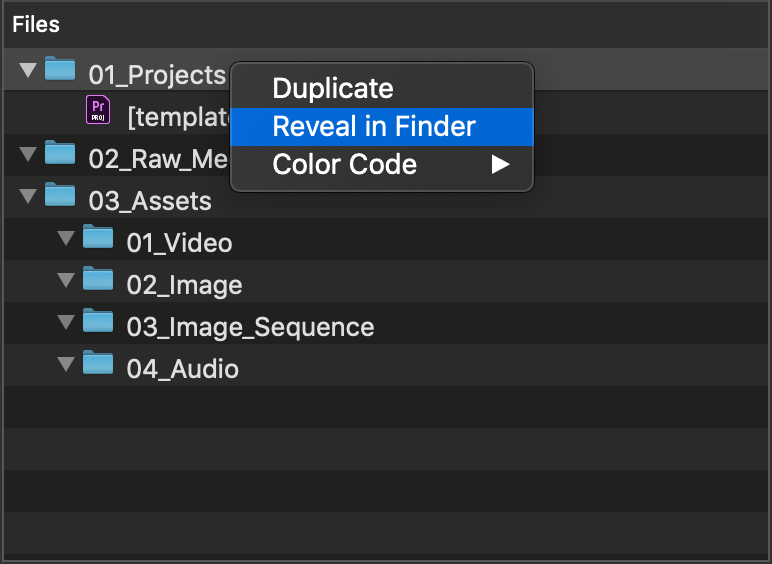 Files
01_Projects
Duplicate
Pr
PROJ
[templat
Reveal in Finder
02_Raw_Me
Color Code
03_Assets
01_Video
02_Image
03_Image_Sequence
04_Audio